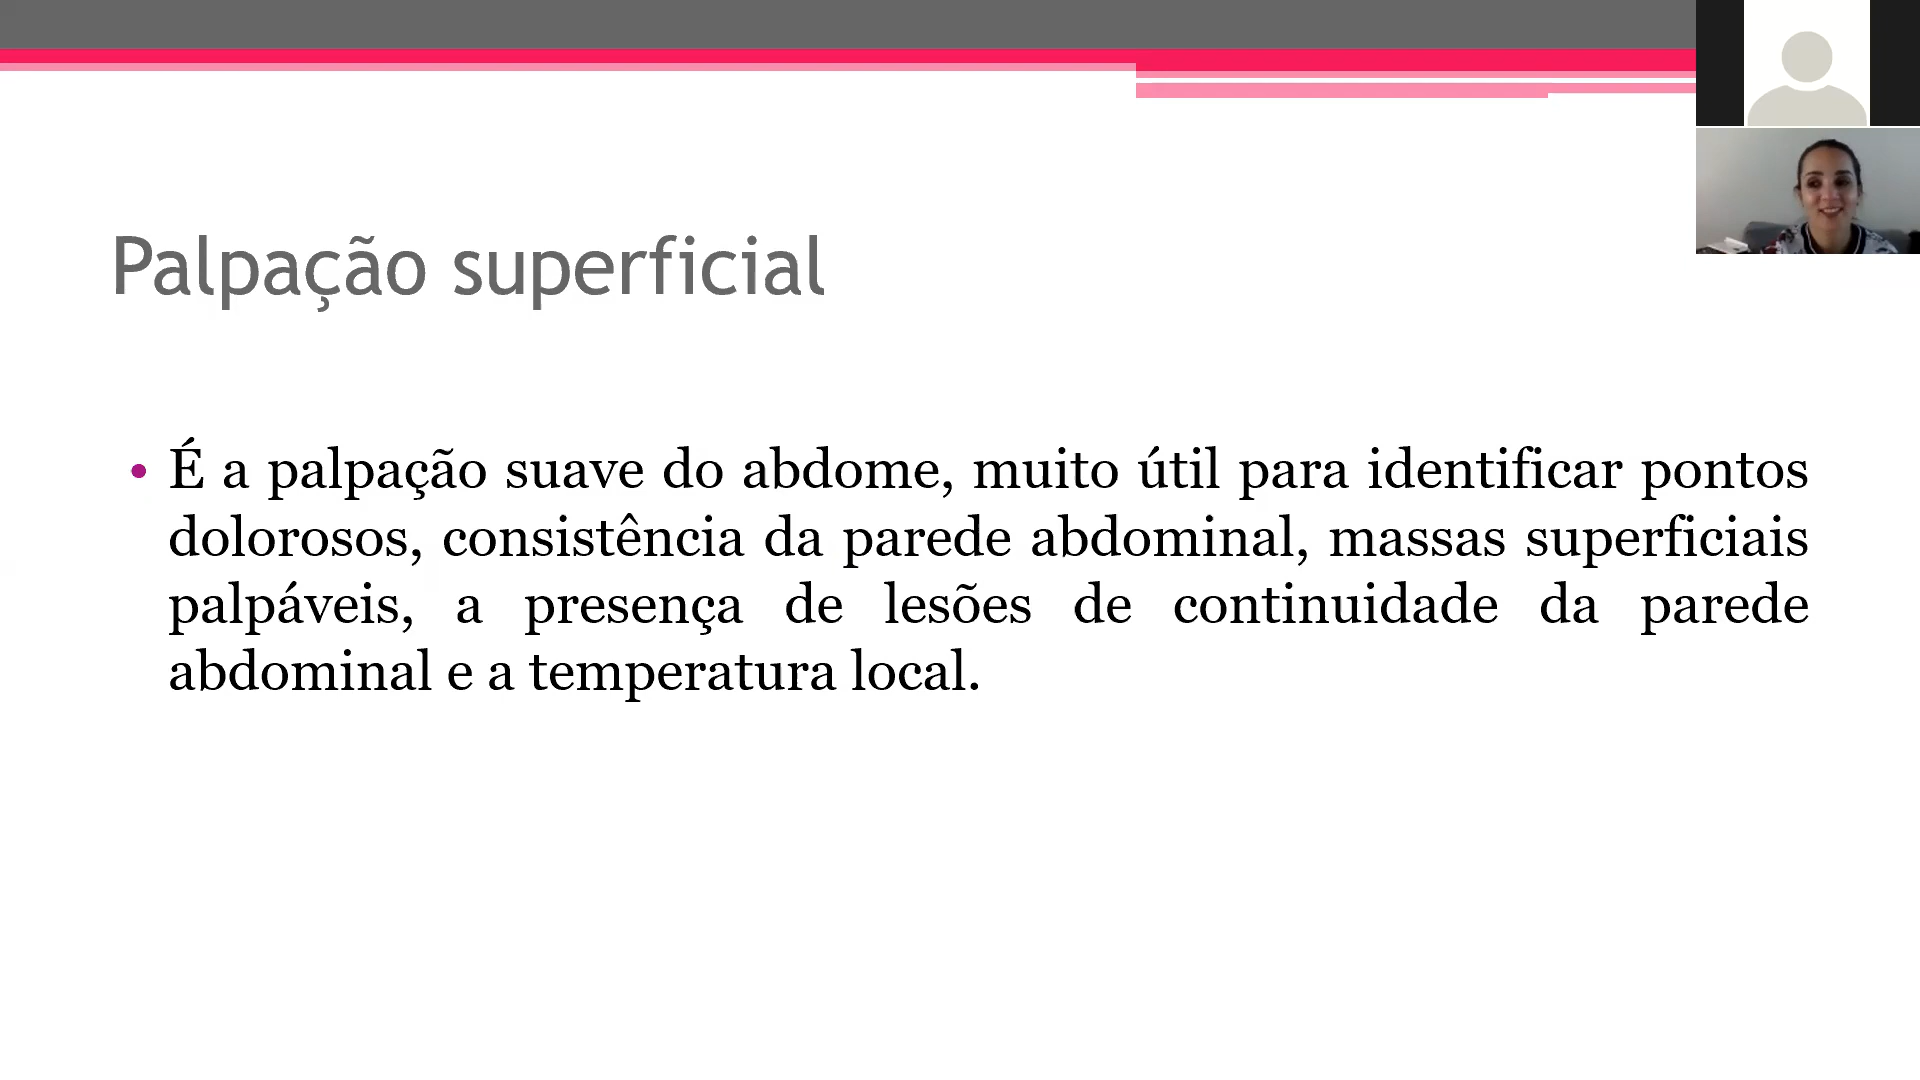 Palpação superficial
• É a palpação suave do abdome, muito útil para identificar pontos
dolorosos, consistência da parede abdominal, massas superficiais
palpáveis, a presença de lesões de continuidade da parede
abdominal e a temperatura local.